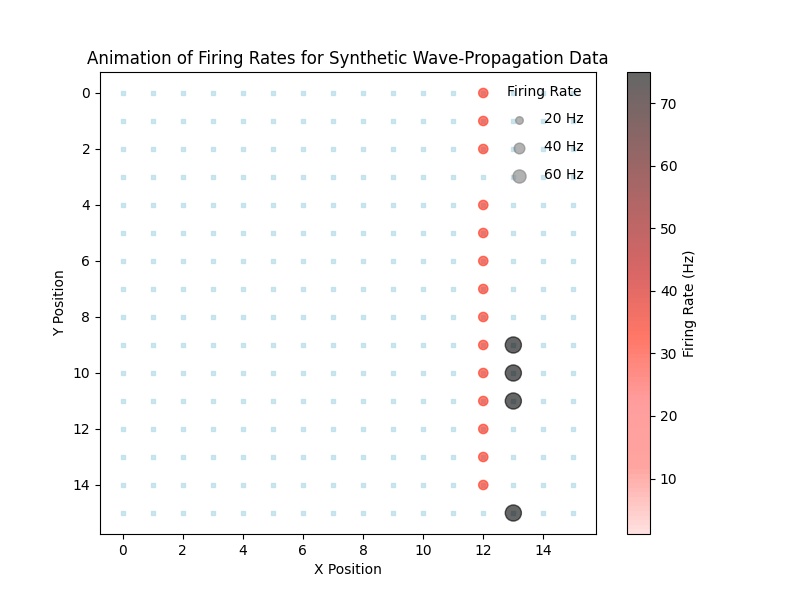 Animation of Firing Rates for Synthetic Wave-Propagation Data
Firing Rate
20 Hz
40 Hz
60 Hz
0
2
4
6
8
10
12
14
Y Position
0 2 4 6 8 10 12 14
X Position
70
60
50
40
30
20
10
Firing Rate (Hz)